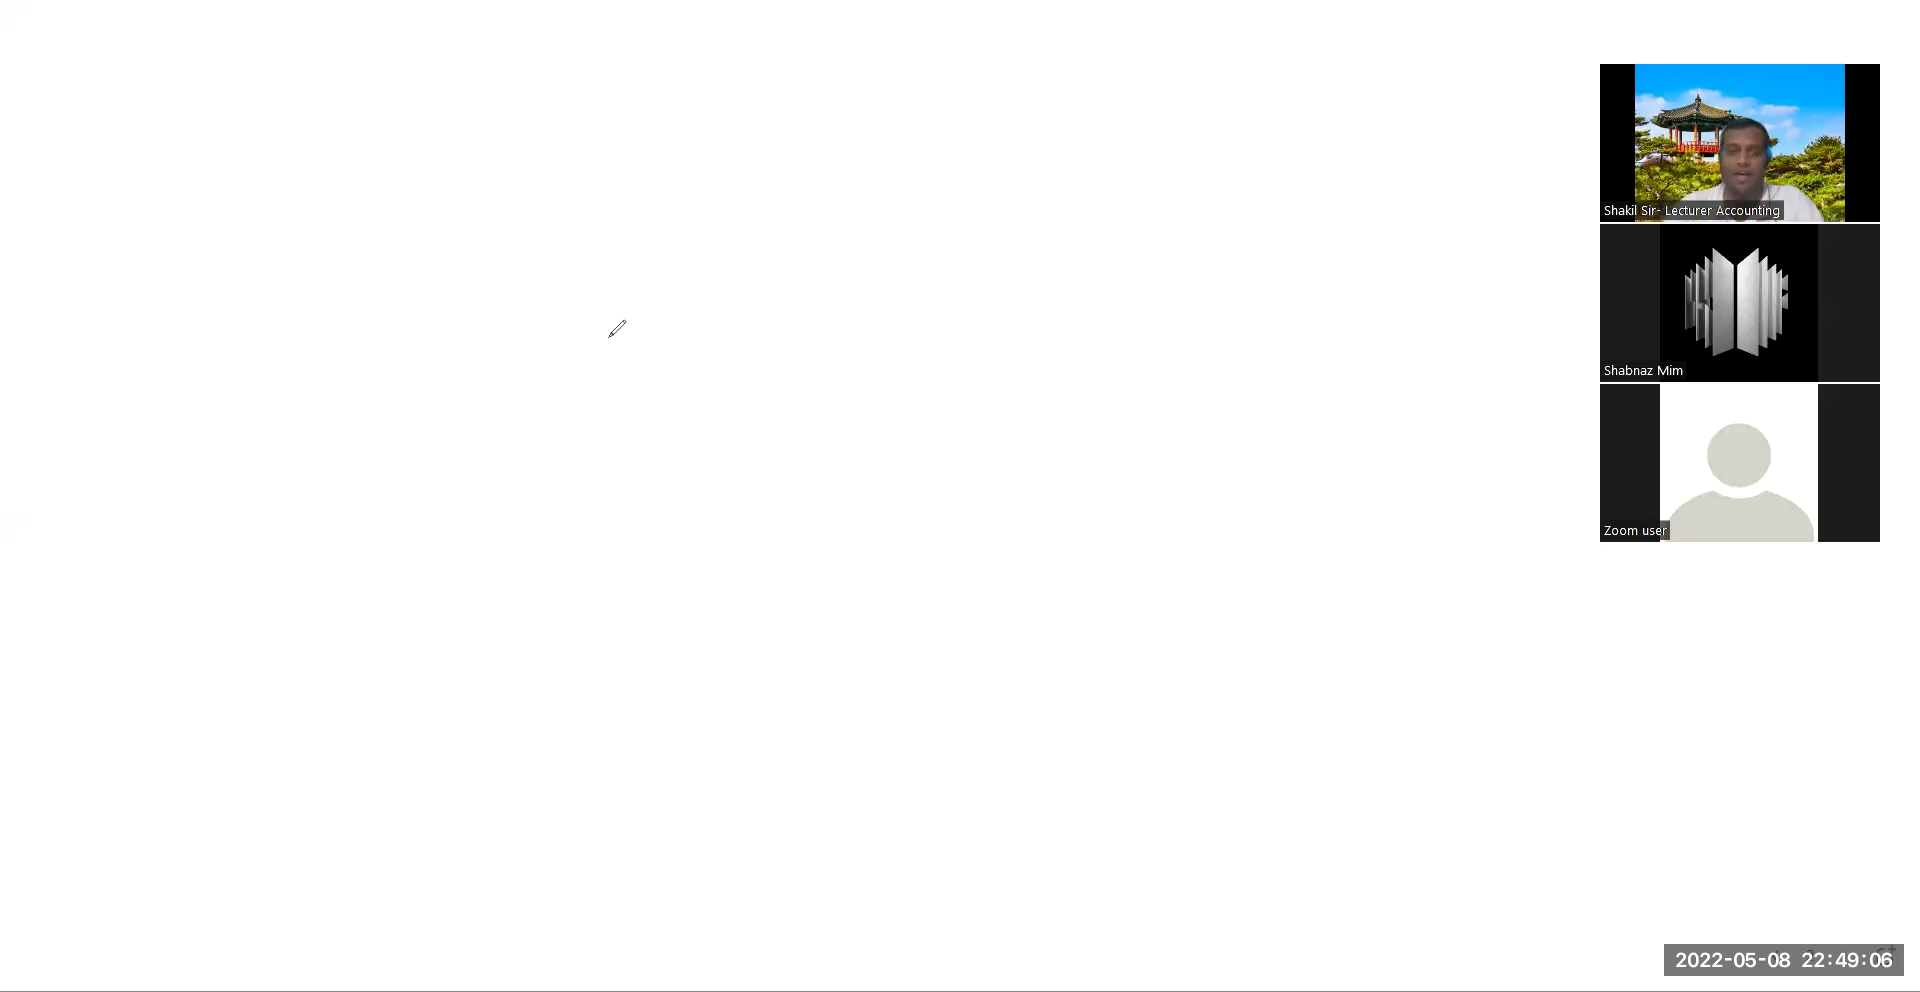 Shakil Sir- Lecturer Accounting
Shabnaz Mim
Zoom user
2022-05-08 22:49:06